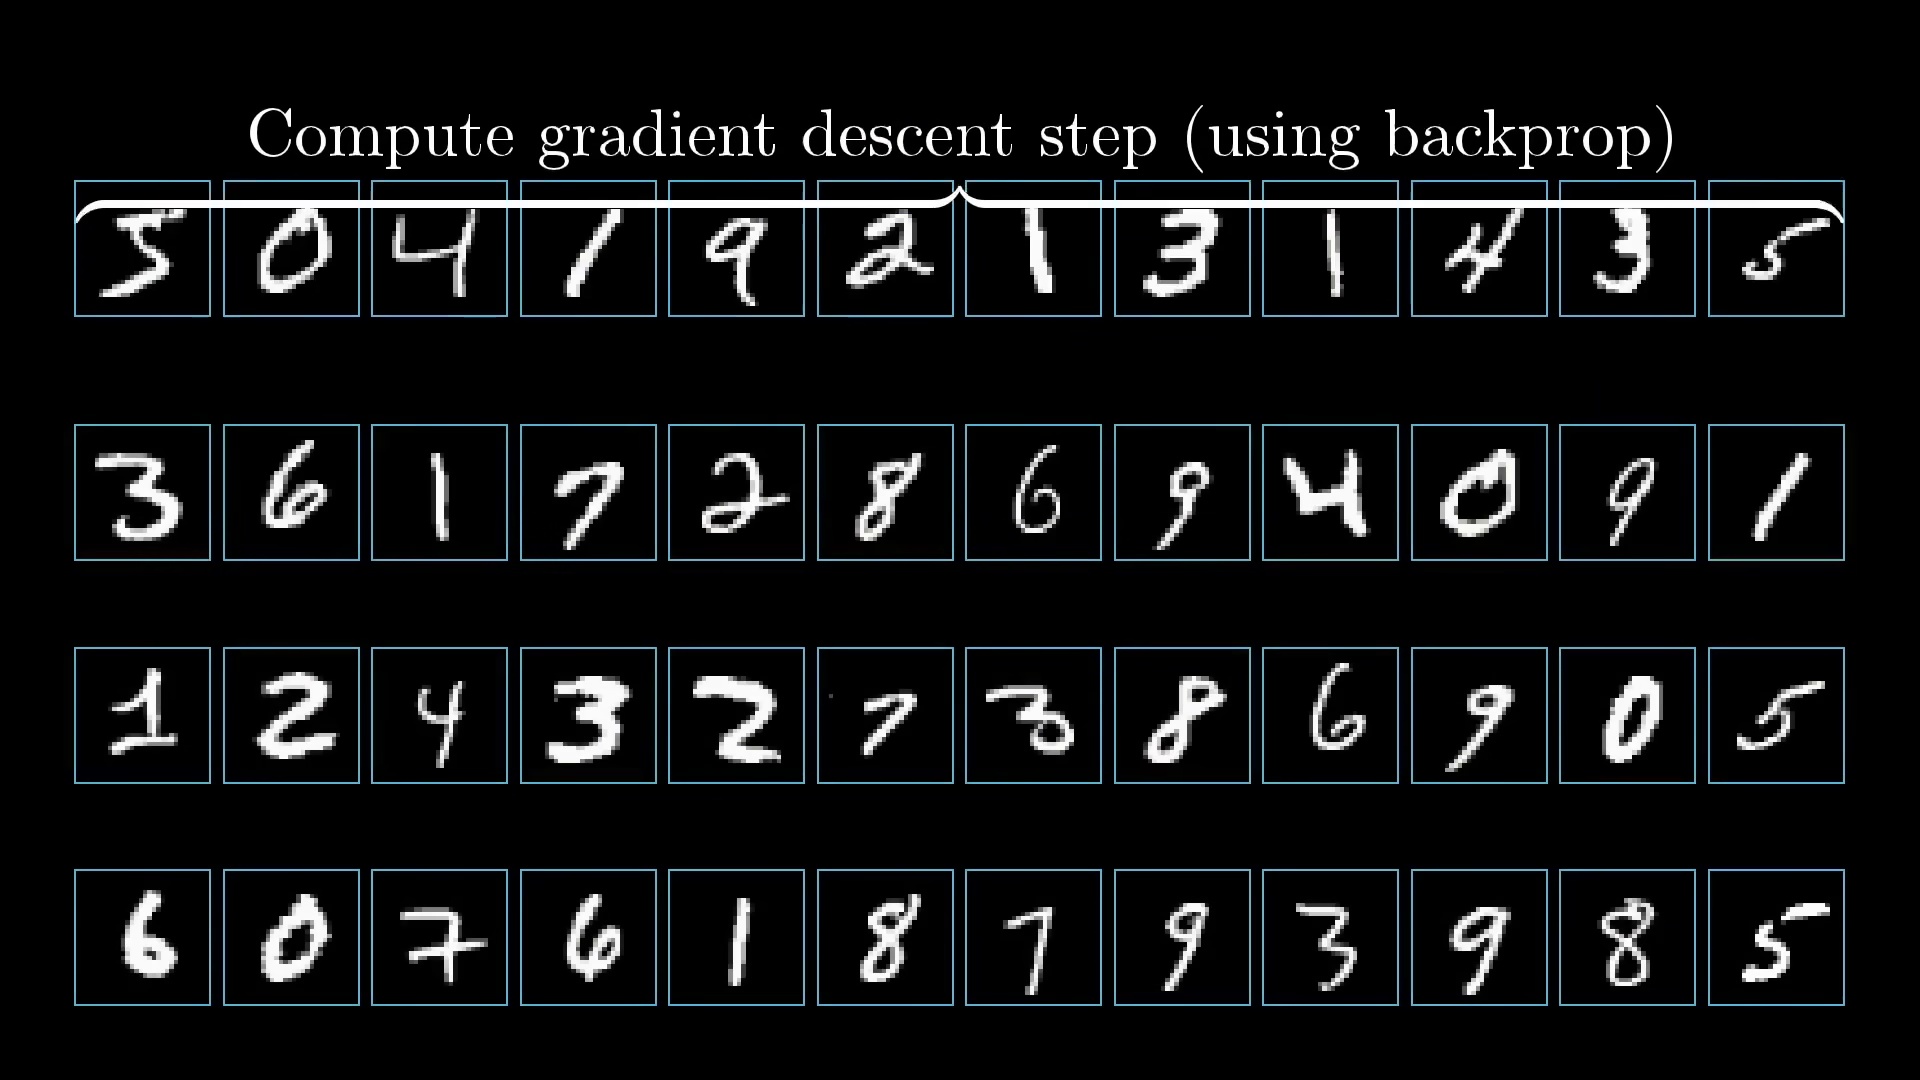 Compute gradient descent step (using backprop)
5 0 4 1 9 2 1 3 1 4 3 5
3 6 1 7 2 8 6 9 4 0 9 1
1 2 4 3 2 7 3 8 6 9 0 5
6 0 7 6 1 8 7 9 3 9 8 5